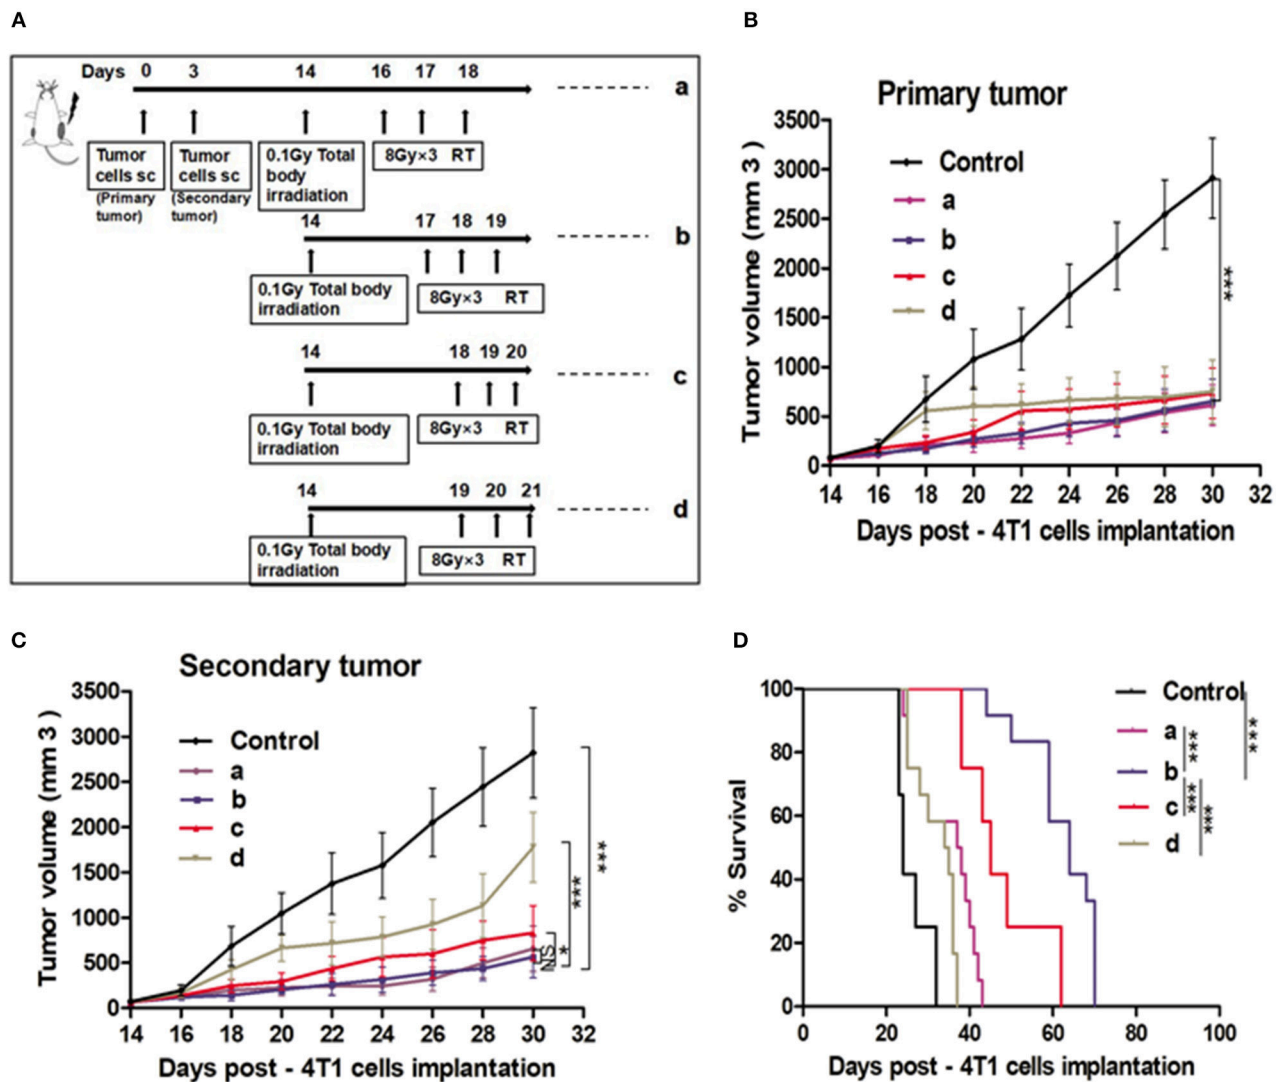 A
Days 0 3 14 16 17 18
a
Tumor cells sc
(Primary tumor)
Tumor cells sc
(Secondary tumor)
0.1Gy Total body irradiation
8Gy×3 RT
14 17 18 19
b
0.1Gy Total body
irradiation
8Gy×3 RT
14 18 19 20
c
0.1Gy Total body
irradiation
8Gy×3 RT
14 19 20 21
d
0.1Gy Total body
irradiation
8Gy×3 RT
B
Primary tumor
Tumor volume (mm 3 )
3500
3000
2500
2000
1500
1000
500
0
Control
a
b
c
d
***
14 16 18 20 22 24 26 28 30 32
Days post - 4T1 cells implantation
C
Secondary tumor
Tumor volume (mm 3 )
3500
3000
2500
2000
1500
1000
500
0
Control
a
b
c
d
NS
*
***
***
14 16 18 20 22 24 26 28 30 32
Days post - 4T1 cells implantation
D
% Survival
100
80
60
40
20
0
Control
a
b
c
d
***
***
***
***
0 20 40 60 80 100
Days post - 4T1 cells implantation